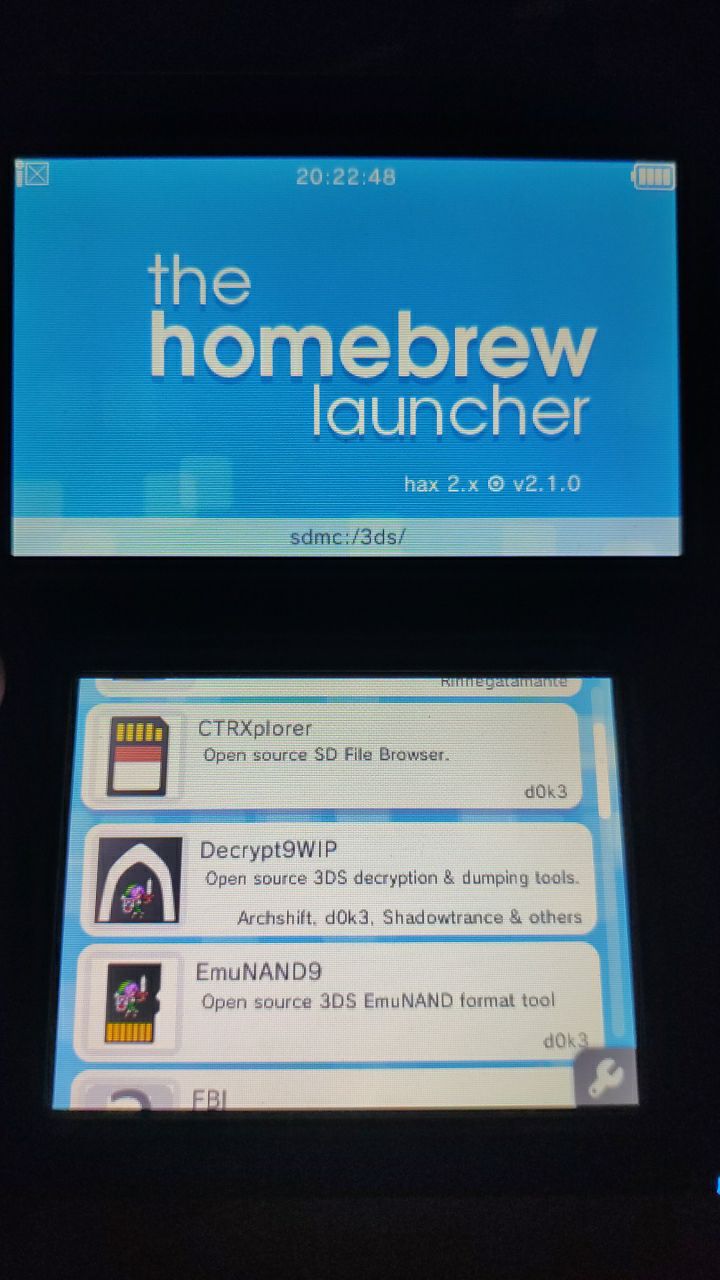 20:22:48
the
homebrew
launcher
hax 2.x ⊙ v2.1.0
sdmc:/3ds/
Rinnegatamante
CTRXplorer
Open source SD File Browser.
d0k3
Decrypt9WIP
Open source 3DS decryption & dumping tools.
Archshift, d0k3, Shadowtrance & others
EmuNAND9
Open source 3DS EmuNAND format tool
d0k3
FBI